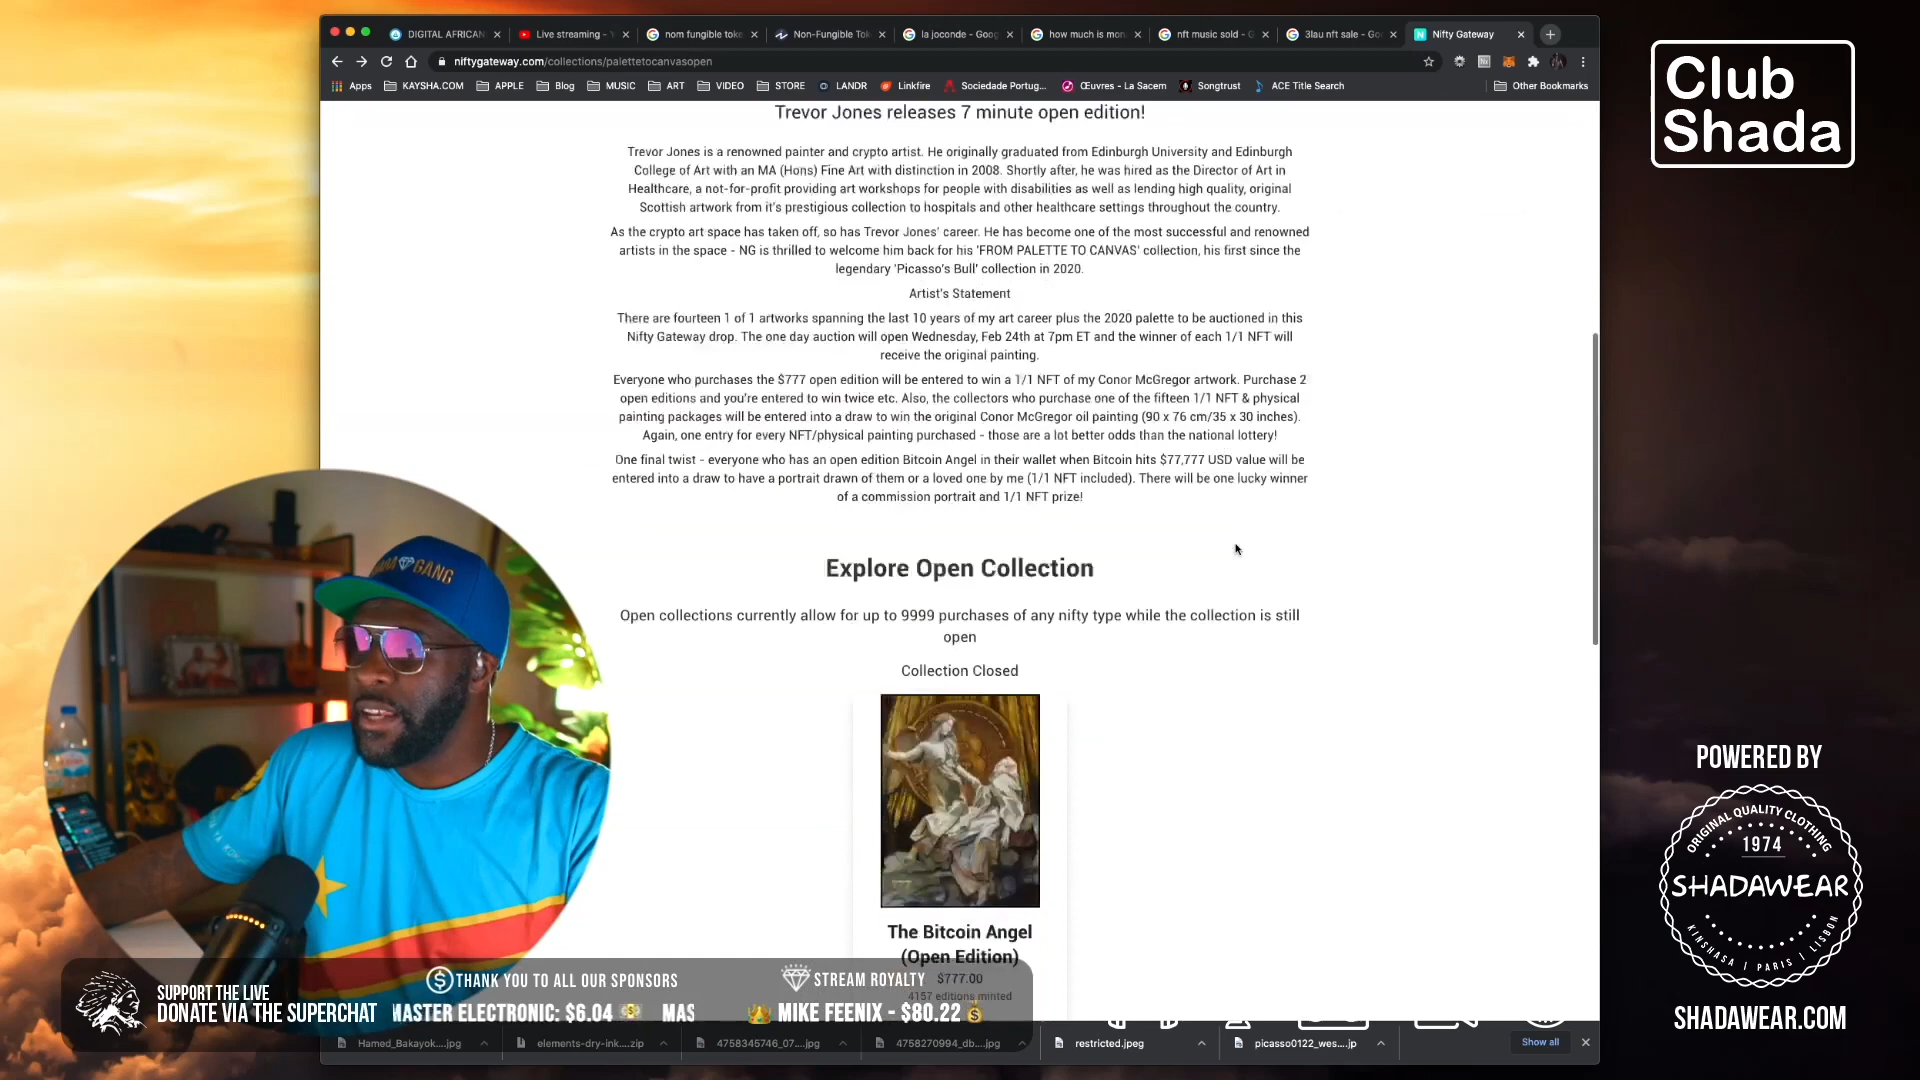 DIGITAL AFRICAN
Live streaming - Y
nom fungible toke
Non-Fungible Tok
la joconde - Goog
how much is mon
nft music sold - G
3lau nft sale - Go
Nifty Gateway
niftygateway.com/collections/palettetocanvasopen
Apps
KAYSHA.COM
APPLE
Blog
MUSIC
ART
VIDEO
STORE
LANDR
Linkfire
Sociedade Portug...
Œuvres - La Sacem
Songtrust
ACE Title Search
Other Bookmarks
Trevor Jones releases 7 minute open edition!
Trevor Jones is a renowned painter and crypto artist. He originally graduated from Edinburgh University and Edinburgh
College of Art with an MA (Hons) Fine Art with distinction in 2008. Shortly after, he was hired as the Director of Art in
Healthcare, a not-for-profit providing art workshops for people with disabilities as well as lending high quality, original
Scottish artwork from it's prestigious collection to hospitals and other healthcare settings throughout the country.
As the crypto art space has taken off, so has Trevor Jones' career. He has become one of the most successful and renowned
artists in the space - NG is thrilled to welcome him back for his 'FROM PALETTE TO CANVAS' collection, his first since the
legendary 'Picasso's Bull' collection in 2020.
Artist's Statement
There are fourteen 1 of 1 artworks spanning the last 10 years of my art career plus the 2020 palette to be auctioned in this
Nifty Gateway drop. The one day auction will open Wednesday, Feb 24th at 7pm ET and the winner of each 1/1 NFT will
receive the original painting.
Everyone who purchases the $777 open edition will be entered to win a 1/1 NFT of my Conor McGregor artwork. Purchase 2
open editions and you're entered to win twice etc. Also, the collectors who purchase one of the fifteen 1/1 NFT & physical
painting packages will be entered into a draw to win the original Conor McGregor oil painting (90 x 76 cm/35 x 30 inches).
Again, one entry for every NFT/physical painting purchased - those are a lot better odds than the national lottery!
One final twist - everyone who has an open edition Bitcoin Angel in their wallet when Bitcoin hits $77,777 USD value will be
entered into a draw to have a portrait drawn of them or a loved one by me (1/1 NFT included). There will be one lucky winner
of a commission portrait and 1/1 NFT prize!
Explore Open Collection
Open collections currently allow for up to 9999 purchases of any nifty type while the collection is still
open
Collection Closed
The Bitcoin Angel
(Open Edition)
$777.00
4157 editions minted
GANG
Club
Shada
POWERED BY
ORIGINAL QUALITY CLOTHING
1974
SHADAWEAR
KINSHASA | PARIS | LISBON
SHADAWEAR.COM
SUPPORT THE LIVE
DONATE VIA THE SUPERCHAT
THANK YOU TO ALL OUR SPONSORS
MASTER ELECTRONIC: $6.04
MAS
STREAM ROYALTY
MIKE FEENIX - $80.22
Hamed_Bakayok....jpg
elements-dry-ink....zip
4758345746_07....jpg
4758270994_db....jpg
restricted.jpeg
picasso0122_wes....jp
Show all